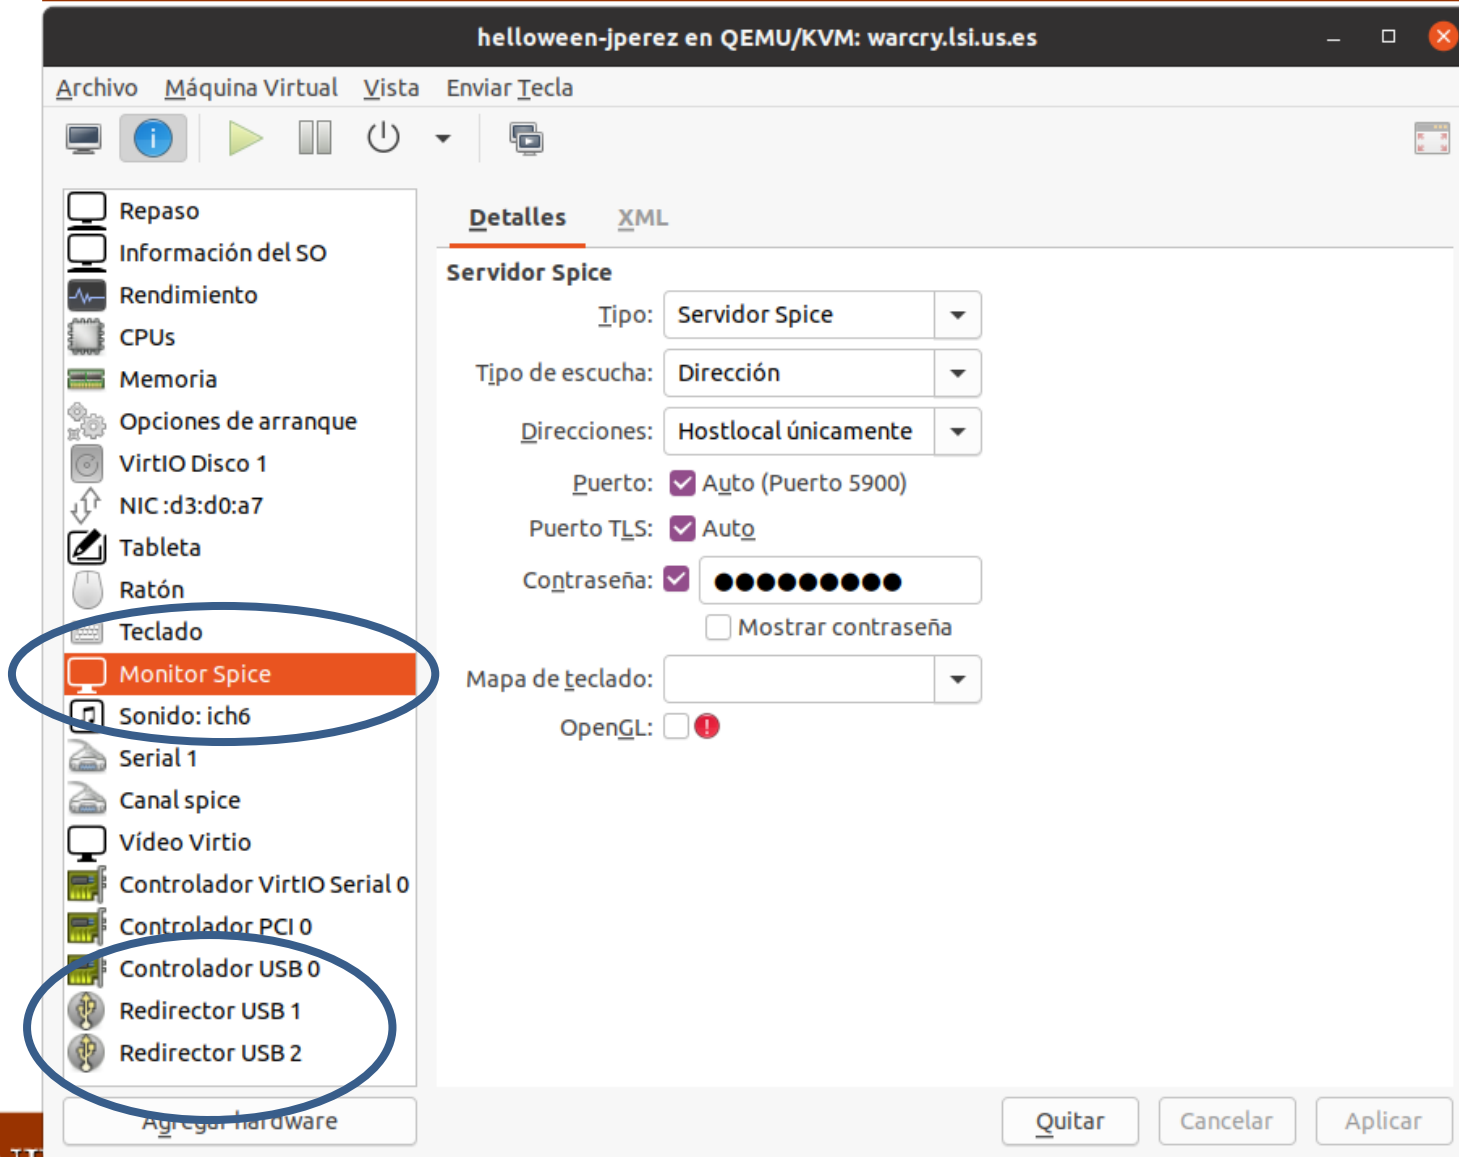 helloween-jperez en QEMU/KVM: warcry.lsi.us.es
Archivo Máquina Virtual Vista Enviar Tecla
Repaso
Información del SO
Rendimiento
CPUs
Memoria
Opciones de arranque
VirtIO Disco 1
NIC :d3:d0:a7
Tableta
Ratón
Teclado
Monitor Spice
Sonido: ich6
Serial 1
Canal spice
Vídeo Virtio
Controlador VirtIO Serial 0
Controlador PCI 0
Controlador USB 0
Redirector USB 1
Redirector USB 2
Agregar hardware
Detalles XML
Servidor Spice
Tipo: Servidor Spice
Tipo de escucha: Dirección
Direcciones: Hostlocal únicamente
Puerto: Auto (Puerto 5900)
Puerto TLS: Auto
Contraseña: ●●●●●●●●●
Mostrar contraseña
Mapa de teclado:
OpenGL:
Quitar Cancelar Aplicar